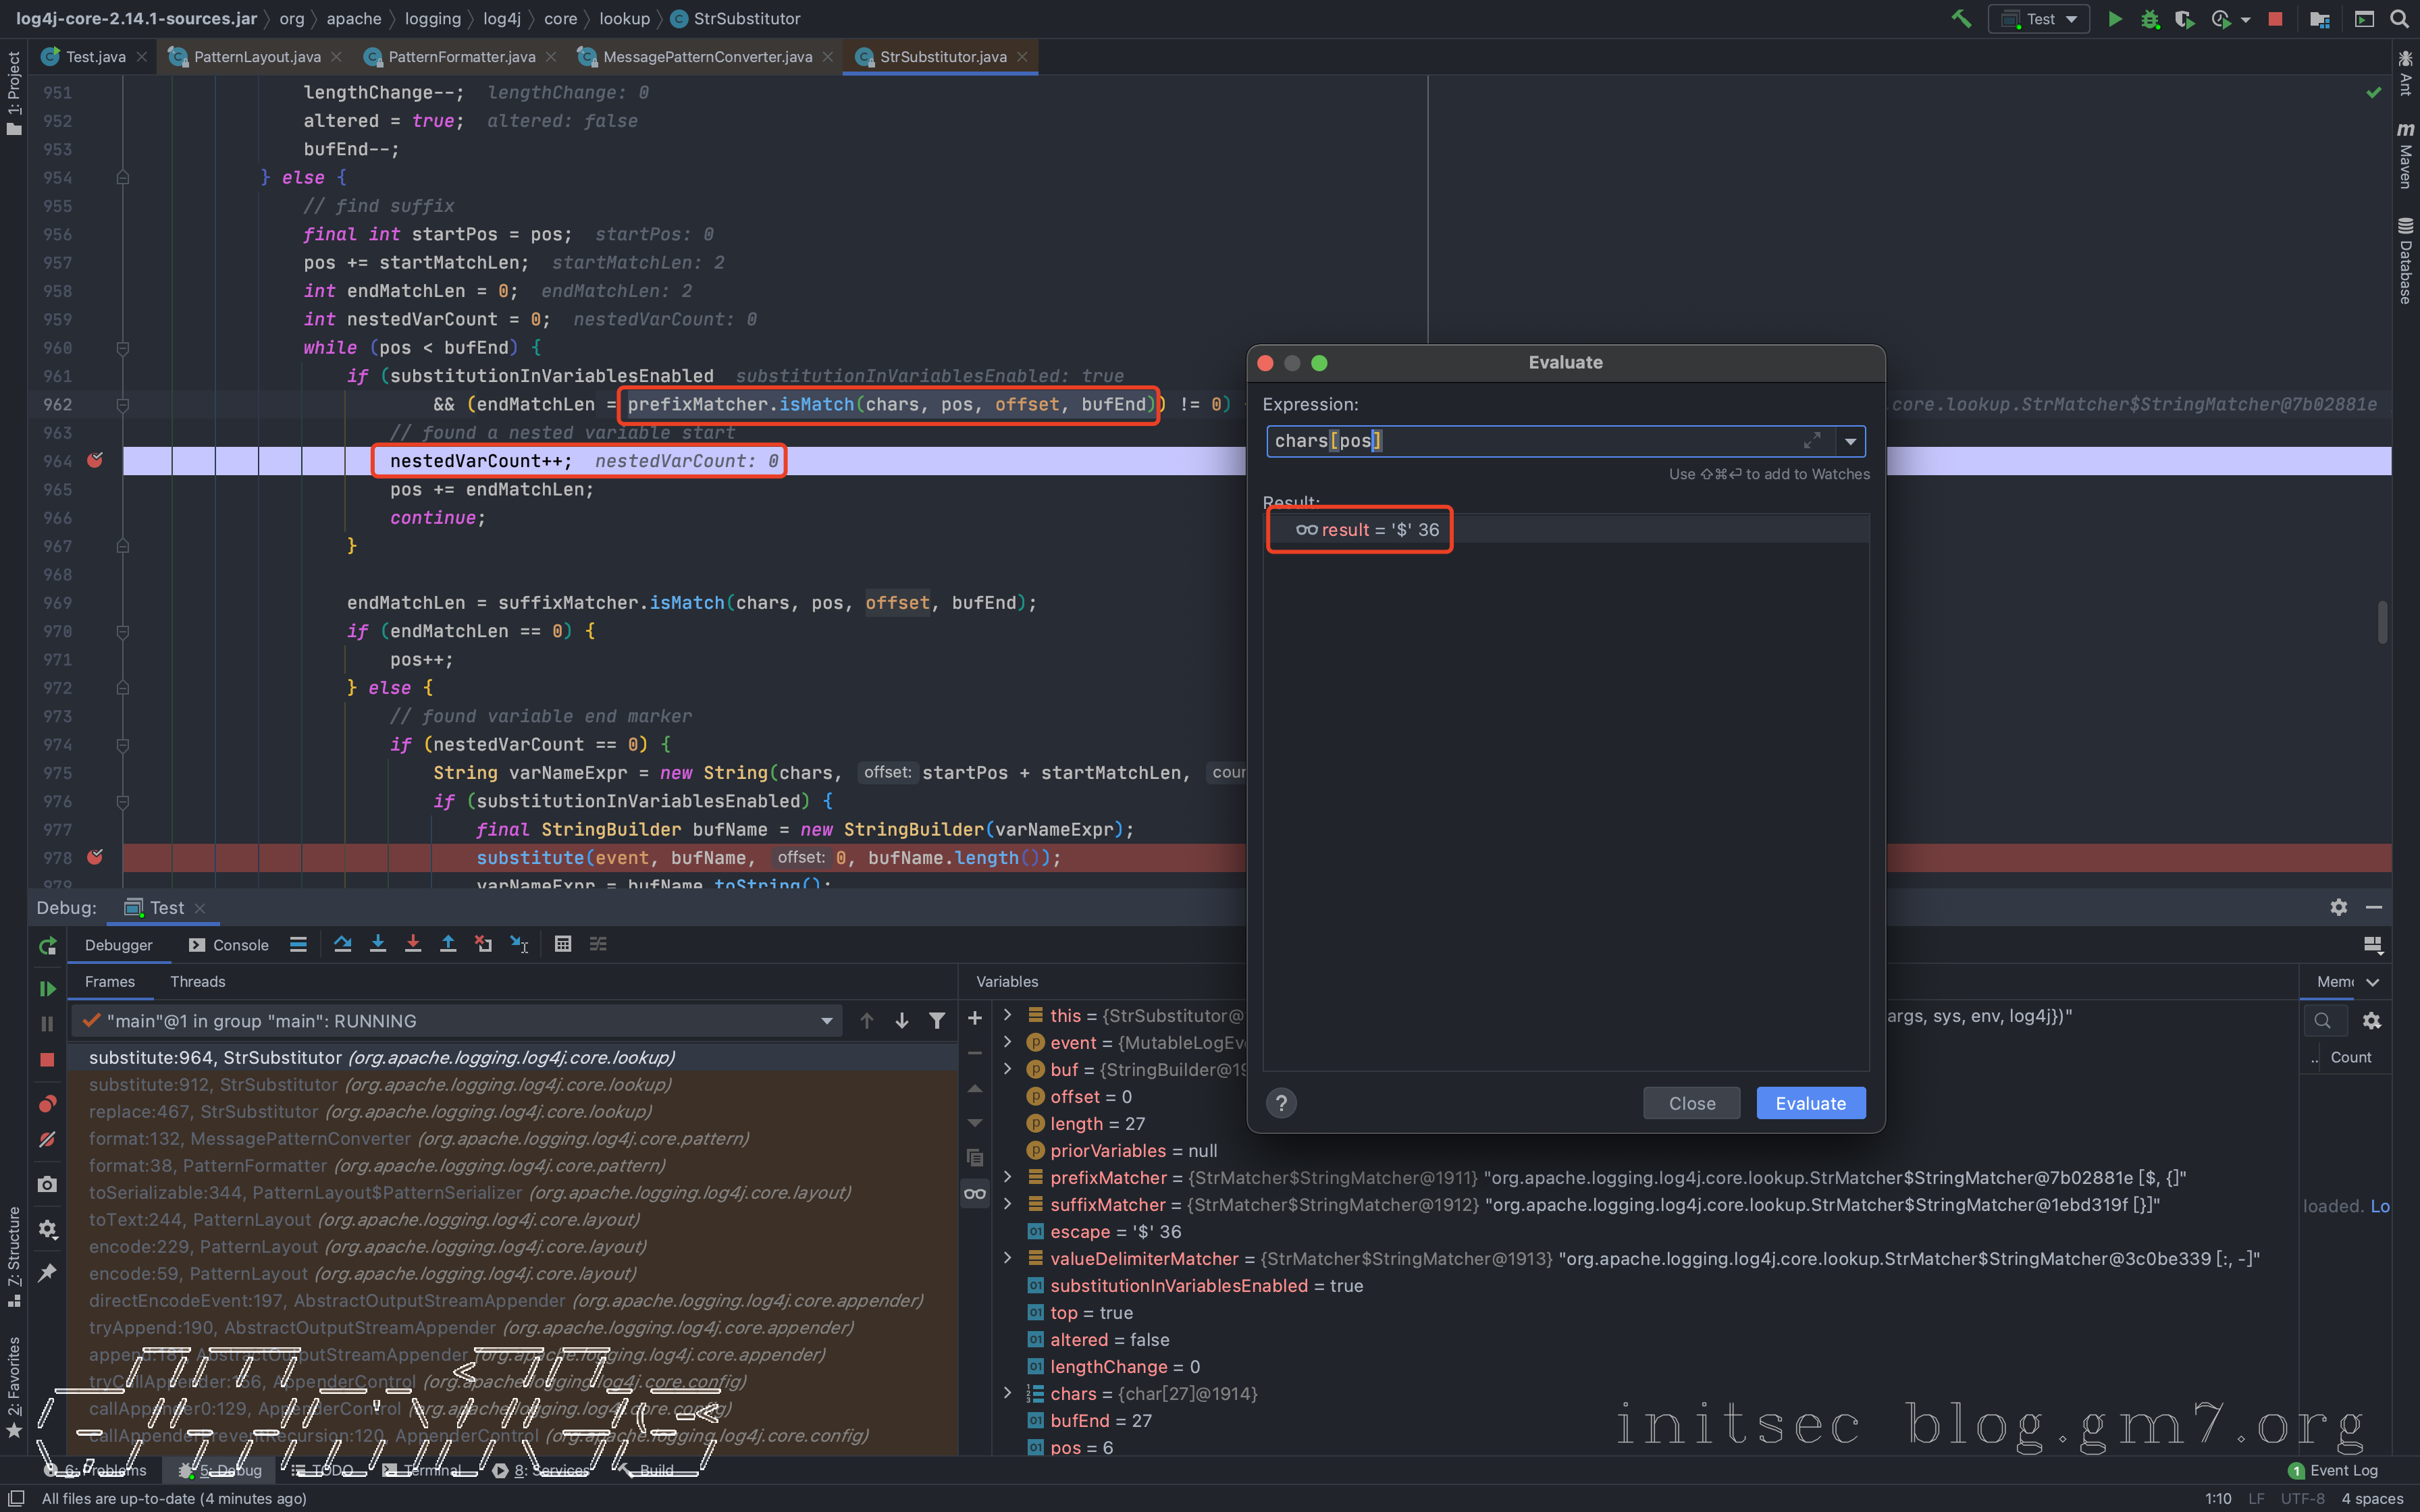 log4j-core-2.14.1-sources.jar 〉 org 〉 apache 〉 logging 〉 log4j 〉 core 〉 lookup 〉 StrSubstitutor
Test
Test.java
PatternLayout.java
PatternFormatter.java
MessagePatternConverter.java
StrSubstitutor.java
1: Project
Ant
Maven
Database
951 lengthChange--; lengthChange: 0
952 altered = true; altered: false
953 bufEnd--;
954 } else {
955 // find suffix
956 final int startPos = pos; startPos: 0
957 pos += startMatchLen; startMatchLen: 2
958 int endMatchLen = 0; endMatchLen: 2
959 int nestedVarCount = 0; nestedVarCount: 0
960 while (pos < bufEnd) {
961 if (substitutionInVariablesEnabled substitutionInVariablesEnabled: true
962 && (endMatchLen = prefixMatcher.isMatch(chars, pos, offset, bufEnd)) != 0) .core.lookup.StrMatcher$StringMatcher@7b02881e
963 // found a nested variable start
964 nestedVarCount++; nestedVarCount: 0
965 pos += endMatchLen;
966 continue;
967 }
968
969 endMatchLen = suffixMatcher.isMatch(chars, pos, offset, bufEnd);
970 if (endMatchLen == 0) {
971 pos++;
972 } else {
973 // found variable end marker
974 if (nestedVarCount == 0) {
975 String varNameExpr = new String(chars, offset: startPos + startMatchLen, cour
976 if (substitutionInVariablesEnabled) {
977 final StringBuilder bufName = new StringBuilder(varNameExpr);
978 substitute(event, bufName, offset: 0, bufName.length());
979 varNameExpr = bufName.toString();
Evaluate
Expression:
chars[pos]
Use ⇧⌘↩ to add to Watches
Result:
result = '$' 36
? Close Evaluate
Debug: Test
Debugger Console
Frames Threads
"main"@1 in group "main": RUNNING
substitute:964, StrSubstitutor (org.apache.logging.log4j.core.lookup)
substitute:912, StrSubstitutor (org.apache.logging.log4j.core.lookup)
replace:467, StrSubstitutor (org.apache.logging.log4j.core.lookup)
format:132, MessagePatternConverter (org.apache.logging.log4j.core.pattern)
format:38, PatternFormatter (org.apache.logging.log4j.core.pattern)
toSerializable:344, PatternLayout$PatternSerializer (org.apache.logging.log4j.core.layout)
toText:244, PatternLayout (org.apache.logging.log4j.core.layout)
encode:229, PatternLayout (org.apache.logging.log4j.core.layout)
encode:59, PatternLayout (org.apache.logging.log4j.core.layout)
directEncodeEvent:197, AbstractOutputStreamAppender (org.apache.logging.log4j.core.appender)
tryAppend:190, AbstractOutputStreamAppender (org.apache.logging.log4j.core.appender)
append:181, AbstractOutputStreamAppender (org.apache.logging.log4j.core.appender)
tryCallAppender:156, AppenderControl (org.apache.logging.log4j.core.config)
callAppender0:129, AppenderControl (org.apache.logging.log4j.core.config)
callAppenderPreventRecursion:120, AppenderControl (org.apache.logging.log4j.core.config)
Variables
this = {StrSubstitutor@ args, sys, env, log4j})"
event = {MutableLogEv
buf = {StringBuilder@19
offset = 0
length = 27
priorVariables = null
prefixMatcher = {StrMatcher$StringMatcher@1911} "org.apache.logging.log4j.core.lookup.StrMatcher$StringMatcher@7b02881e [$, {]"
suffixMatcher = {StrMatcher$StringMatcher@1912} "org.apache.logging.log4j.core.lookup.StrMatcher$StringMatcher@1ebd319f [}]"
escape = '$' 36
valueDelimiterMatcher = {StrMatcher$StringMatcher@1913} "org.apache.logging.log4j.core.lookup.StrMatcher$StringMatcher@3c0be339 [:, -]"
substitutionInVariablesEnabled = true
top = true
altered = false
lengthChange = 0
chars = {char[27]@1914}
bufEnd = 27
pos = 6
Memo
.. Count
loaded. Lo
7: Structure
2: Favorites
initsec blog.gm7.org
6: Problems 5: Debug TODO Terminal 8: Services Build
1 Event Log
All files are up-to-date (4 minutes ago)
1:10 LF UTF-8 4 spaces